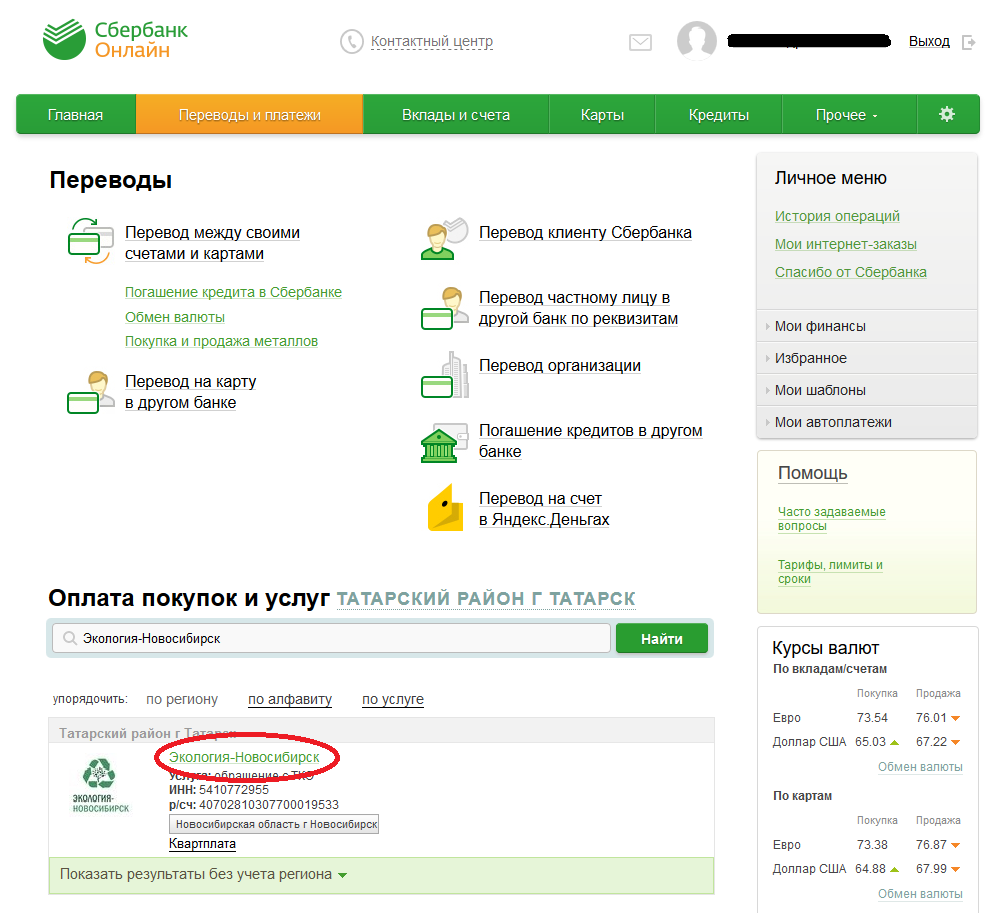 Сбербанк
Онлайн
Контактный центр
Выход
Главная
Переводы и платежи
Вклады и счета
Карты
Кредиты
Прочее
Переводы
Перевод между своими
счетами и картами
Погашение кредита в Сбербанке
Обмен валюты
Покупка и продажа металлов
Перевод на карту
в другом банке
Перевод клиенту Сбербанка
Перевод частному лицу в
другой банк по реквизитам
Перевод организации
Погашение кредитов в другом
банке
Перевод на счет
в Яндекс.Деньгах
Личное меню
История операций
Мои интернет-заказы
Спасибо от Сбербанка
Мои финансы
Избранное
Мои шаблоны
Мои автоплатежи
Помощь
Часто задаваемые
вопросы
Тарифы, лимиты и
сроки
Оплата покупок и услуг ТАТАРСКИЙ РАЙОН Г ТАТАРСК
Экология-Новосибирск
Найти
упорядочить: по региону по алфавиту по услуге
Татарский район г Татарск
ЭКОЛОГИЯ-
НОВОСИБИРСК
Экология-Новосибирск
Услуга: обращение с ТКО
ИНН: 5410772955
р/сч: 40702810307700019533
Новосибирская область г Новосибирск
Квартплата
Показать результаты без учета региона
Курсы валют
По вкладам/счетам
Покупка Продажа
Евро 73.54 76.01
Доллар США 65.03 67.22
Обмен валюты
По картам
Покупка Продажа
Евро 73.38 76.87
Доллар США 64.88 67.99
Обмен валюты